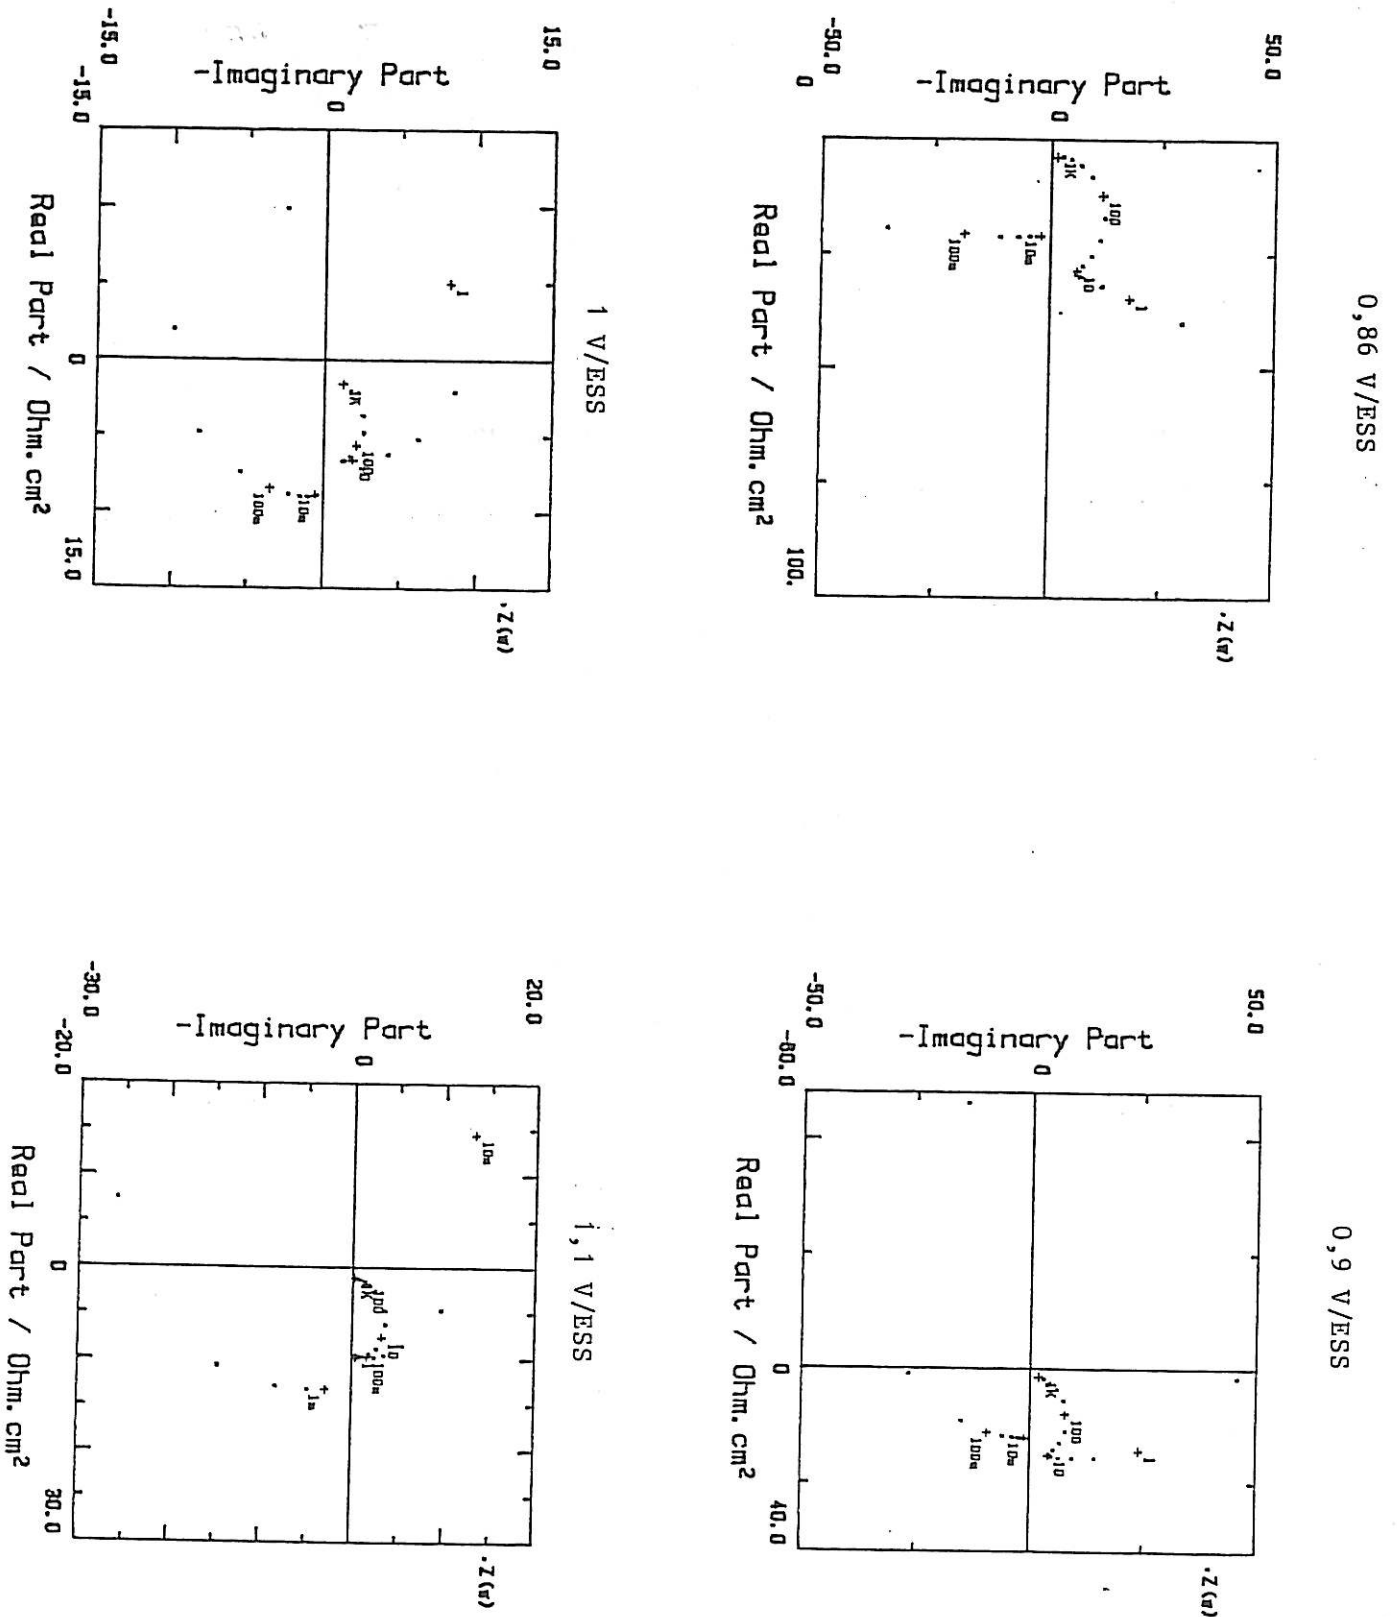 0,86 V/ESS
50.0
-Imaginary Part
0
-50.0
0
1K
100
10
1
10m
100m
Real Part / Ohm.cm²
100.
.Z(w)
0,9 V/ESS
50.0
-Imaginary Part
0
-50.0
-60.0
1K
100
10
1
10m
100m
0
Real Part / Ohm.cm²
40.0
.Z(w)
1 V/ESS
15.0
-Imaginary Part
0
-15.0
-15.0
1
1K
100
10m
100m
0
Real Part / Ohm.cm²
15.0
.Z(w)
1,1 V/ESS
20.0
-Imaginary Part
0
-30.0
-20.0
10m
1K
100
10
1
100m
1m
0
Real Part / Ohm.cm²
30.0
.Z(w)